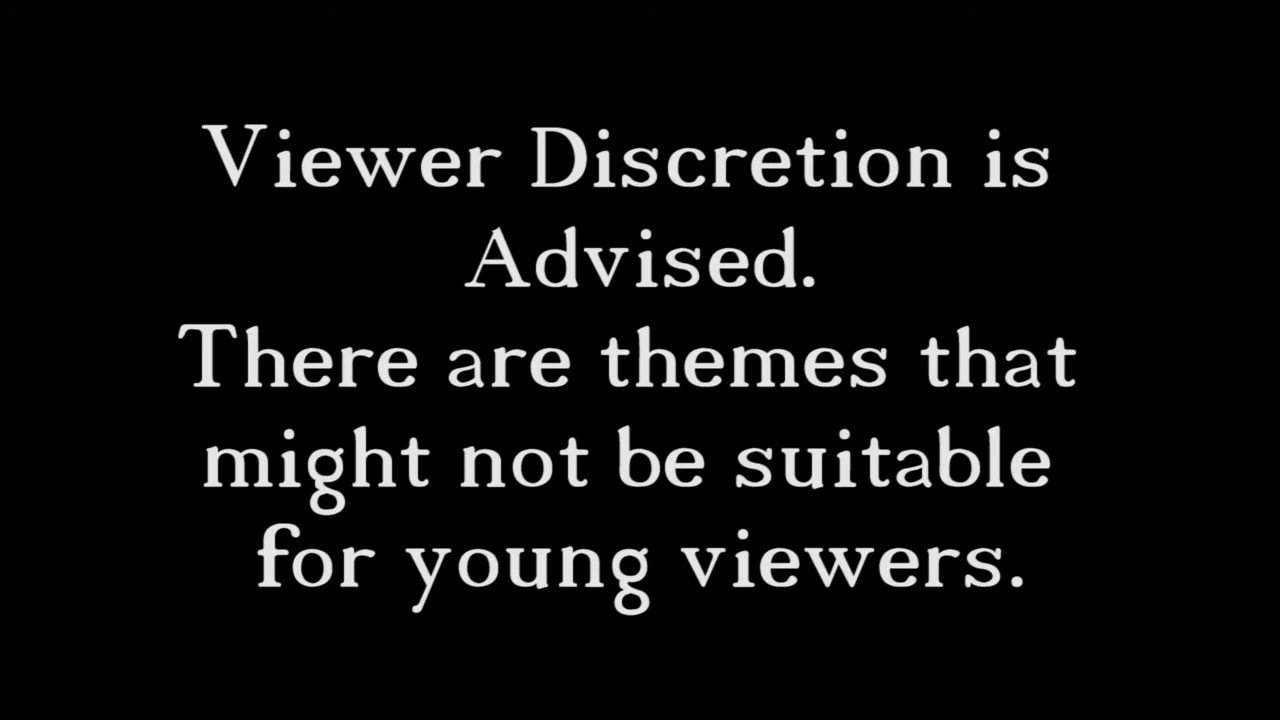 Viewer Discretion is
Advised.
There are themes that
might not be suitable
for young viewers.